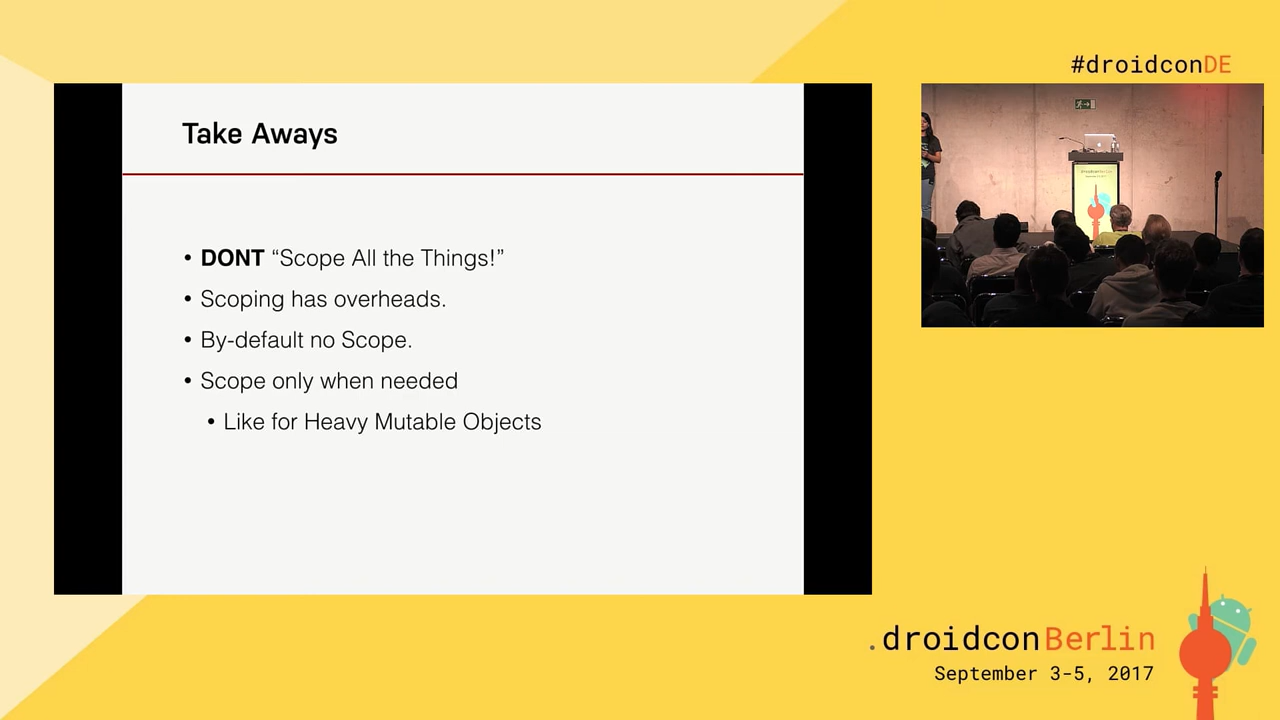 #droidconDE
Take Aways
• DONT “Scope All the Things!”
• Scoping has overheads.
• By-default no Scope.
• Scope only when needed
• Like for Heavy Mutable Objects
.droidconBerlin
September 3-5, 2017